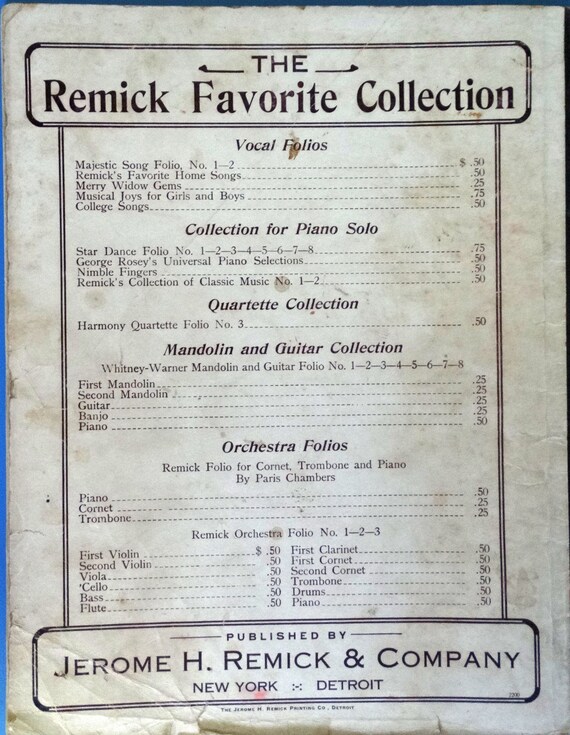 THE
Remick Favorite Collection
Vocal Folios
Majestic Song Folio, No. 1—2 $ .50
Remick's Favorite Home Songs .50
Merry Widow Gems .25
Musical Joys for Girls and Boys .75
College Songs .50
Collection for Piano Solo
Star Dance Folio No. 1—2—3—4—5—6—7—8 .75
George Rosey's Universal Piano Selections .50
Nimble Fingers .50
Remick's Collection of Classic Music No. 1—2 .50
Quartette Collection
Harmony Quartette Folio No. 3 .50
Mandolin and Guitar Collection
Whitney-Warner Mandolin and Guitar Folio No. 1—2—3—4—5—6—7—8
First Mandolin .25
Second Mandolin .25
Guitar .25
Banjo .25
Piano .50
Orchestra Folios
Remick Folio for Cornet, Trombone and Piano
By Paris Chambers
Piano .50
Cornet .25
Trombone .25
Remick Orchestra Folio No. 1—2—3
First Violin $ .50 First Clarinet .50
Second Violin .50 First Cornet .50
Viola .50 Second Cornet .50
'Cello .50 Trombone .50
Bass .50 Drums .50
Flute .50 Piano .50
PUBLISHED BY
JEROME H. REMICK & COMPANY
NEW YORK DETROIT
THE JEROME H. REMICK PRINTING CO., DETROIT